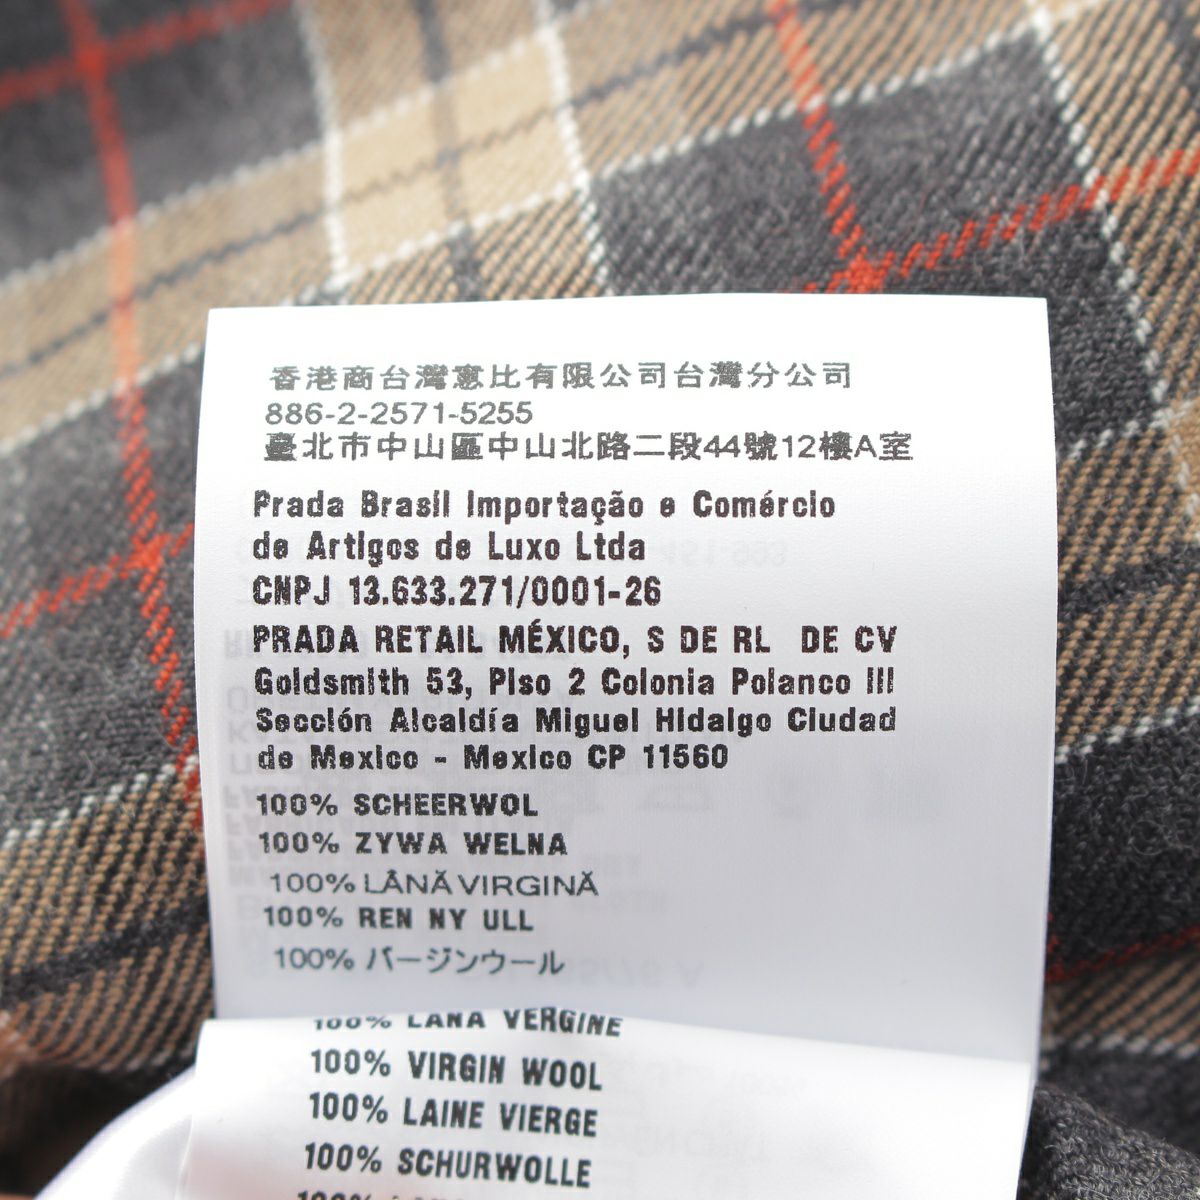 香港商台灣惠比有限公司台灣分公司
886-2-2571-5255
臺北市中山區中山北路二段44號12樓A室
Prada Brasil Importação e Comércio
de Artigos de Luxo Ltda
CNPJ 13.633.271/0001-26
PRADA RETAIL MÉXICO, S DE RL DE CV
Goldsmith 53, Piso 2 Colonia Polanco III
Sección Alcaldía Miguel Hidalgo Ciudad
de Mexico - Mexico CP 11560
100% SCHEERWOL
100% ZYWA WELNA
100% LÂNĂ VIRGINĂ
100% REN NY ULL
100% バージンウール
100% LANA VERGINE
100% VIRGIN WOOL
100% LAINE VIERGE
100% SCHURWOLLE